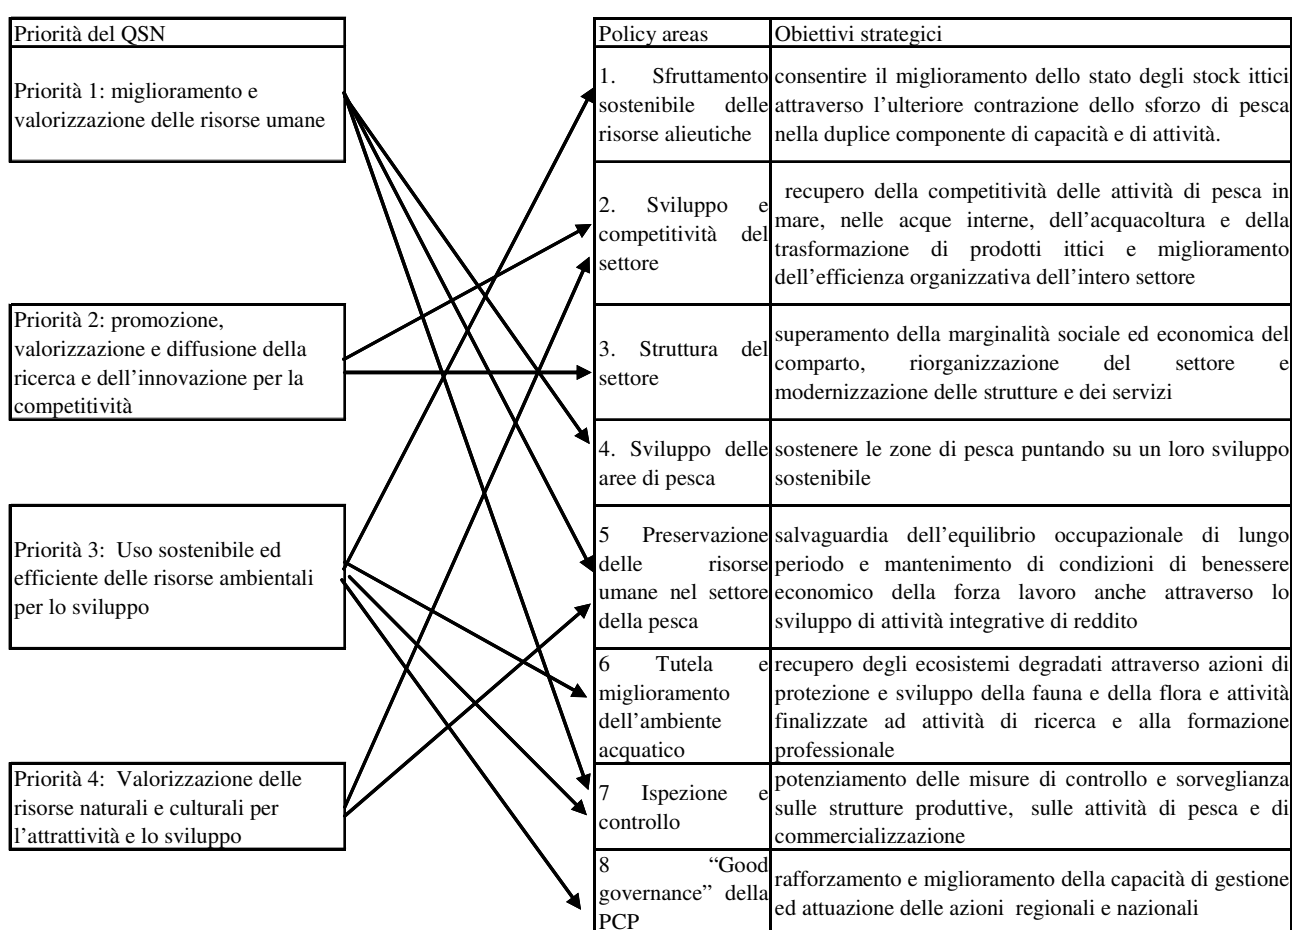 Priorità del QSN
Priorità 1: miglioramento e
valorizzazione delle risorse umane
Priorità 2: promozione,
valorizzazione e diffusione della
ricerca e dell'innovazione per la
competitività
Priorità 3: Uso sostenibile ed
efficiente delle risorse ambientali
per lo sviluppo
Priorità 4: Valorizzazione delle
risorse naturali e culturali per
l'attrattività e lo sviluppo
Policy areas
Obiettivi strategici
1. Sfruttamento
sostenibile delle
risorse alieutiche
consentire il miglioramento dello stato degli stock ittici
attraverso l'ulteriore contrazione dello sforzo di pesca
nella duplice componente di capacità e di attività.
2. Sviluppo e
competitività del
settore
recupero della competitività delle attività di pesca in
mare, nelle acque interne, dell'acquacoltura e della
trasformazione di prodotti ittici e miglioramento
dell'efficienza organizzativa dell'intero settore
3. Struttura del
settore
superamento della marginalità sociale ed economica del
comparto, riorganizzazione del settore e
modernizzazione delle strutture e dei servizi
4. Sviluppo delle
aree di pesca
sostenere le zone di pesca puntando su un loro sviluppo
sostenibile
5 Preservazione
delle risorse
umane nel settore
della pesca
salvaguardia dell'equilibrio occupazionale di lungo
periodo e mantenimento di condizioni di benessere
economico della forza lavoro anche attraverso lo
sviluppo di attività integrative di reddito
6 Tutela e
miglioramento
dell'ambiente
acquatico
recupero degli ecosistemi degradati attraverso azioni di
protezione e sviluppo della fauna e della flora e attività
finalizzate ad attività di ricerca e alla formazione
professionale
7 Ispezione e
controllo
potenziamento delle misure di controllo e sorveglianza
sulle strutture produttive, sulle attività di pesca e di
commercializzazione
8 “Good
governance” della
PCP
rafforzamento e miglioramento della capacità di gestione
ed attuazione delle azioni regionali e nazionali